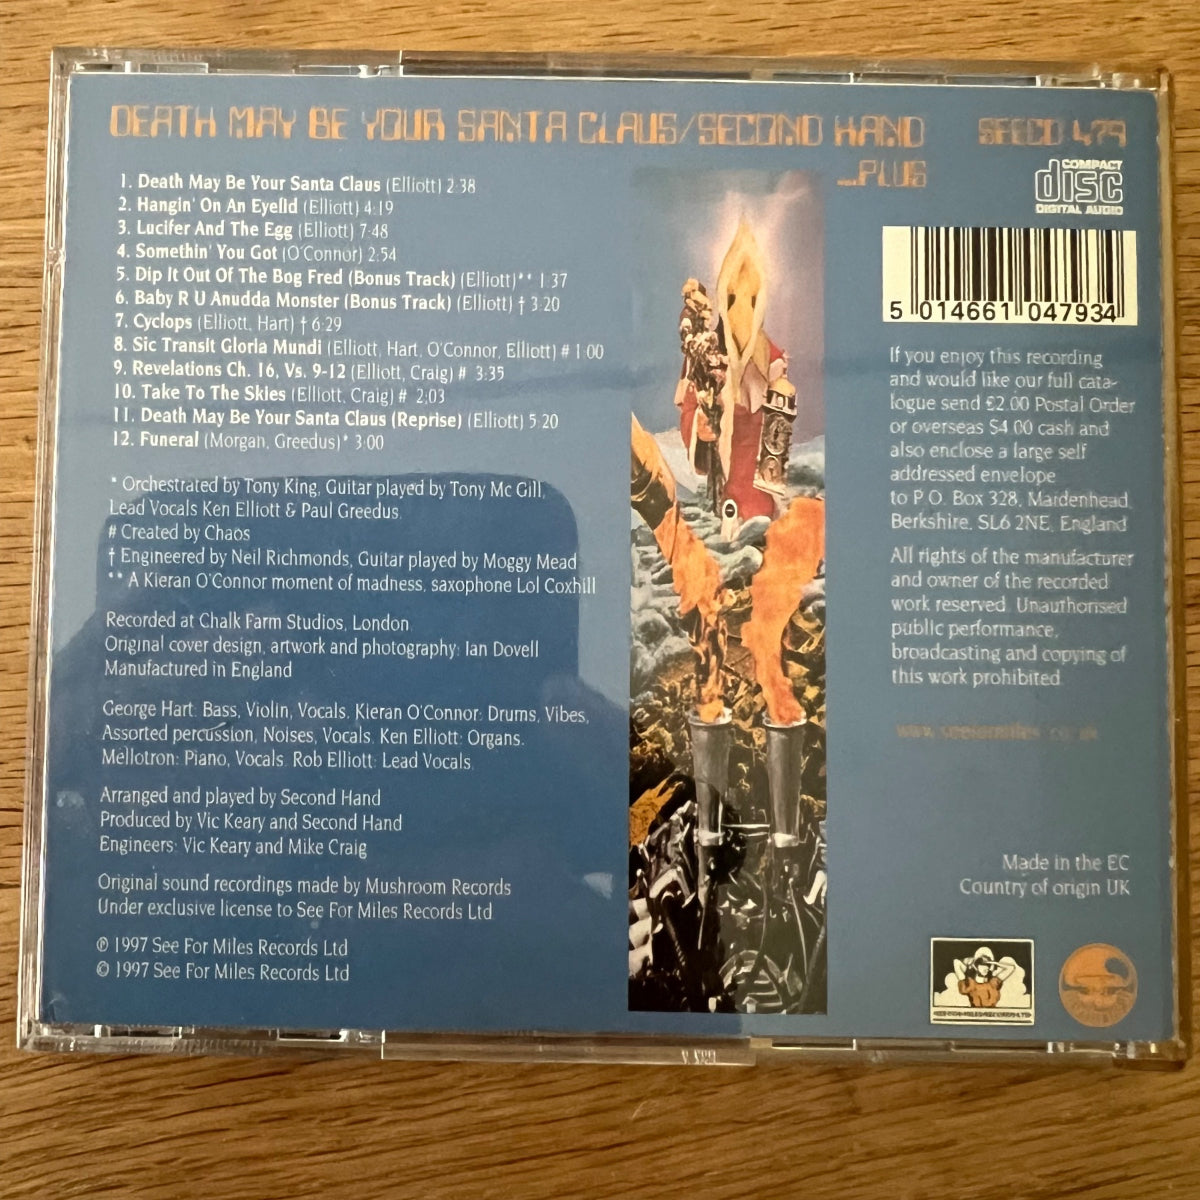 DEATH MAY BE YOUR SANTA CLAUS/SECOND HAND
...PLUS
SEECD 479
COMPACT
disc
DIGITAL AUDIO
1. Death May Be Your Santa Claus (Elliott) 2:38
2. Hangin' On An Eyelid (Elliott) 4:19
3. Lucifer And The Egg (Elliott) 7:48
4. Somethin' You Got (O'Connor) 2:54
5. Dip It Out Of The Bog Fred (Bonus Track) (Elliott)** 1:37
6. Baby R U Anudda Monster (Bonus Track) (Elliott) † 3:20
7. Cyclops (Elliott, Hart) † 6:29
8. Sic Transit Gloria Mundi (Elliott, Hart, O'Connor, Elliott) # 1:00
9. Revelations Ch. 16, Vs. 9-12 (Elliott, Craig) # 3:35
10. Take To The Skies (Elliott, Craig) # 2:03
11. Death May Be Your Santa Claus (Reprise) (Elliott) 5:20
12. Funeral (Morgan, Greedus)* 3:00
* Orchestrated by Tony King, Guitar played by Tony Mc Gill,
Lead Vocals Ken Elliott & Paul Greedus.
# Created by Chaos
† Engineered by Neil Richmonds, Guitar played by Moggy Mead
** A Kieran O'Connor moment of madness, saxophone Lol Coxhill
Recorded at Chalk Farm Studios, London.
Original cover design, artwork and photography: Ian Dovell
Manufactured in England
George Hart: Bass, Violin, Vocals. Kieran O'Connor: Drums, Vibes,
Assorted percussion, Noises, Vocals. Ken Elliott: Organs.
Mellotron: Piano, Vocals. Rob Elliott: Lead Vocals.
Arranged and played by Second Hand
Produced by Vic Keary and Second Hand
Engineers: Vic Keary and Mike Craig
Original sound recordings made by Mushroom Records
Under exclusive license to See For Miles Records Ltd
℗ 1997 See For Miles Records Ltd
© 1997 See For Miles Records Ltd
5 014661 047934
If you enjoy this recording
and would like our full cata-
logue send £2.00 Postal Order
or overseas $4.00 cash and
also enclose a large self
addressed envelope
to P.O. Box 328, Maidenhead,
Berkshire, SL6 2NE, England
All rights of the manufacturer
and owner of the recorded
work reserved. Unauthorised
public performance,
broadcasting and copying of
this work prohibited.
www.seeformiles.co.uk
Made in the EC
Country of origin UK
SEE FOR MILES RECORDS LTD